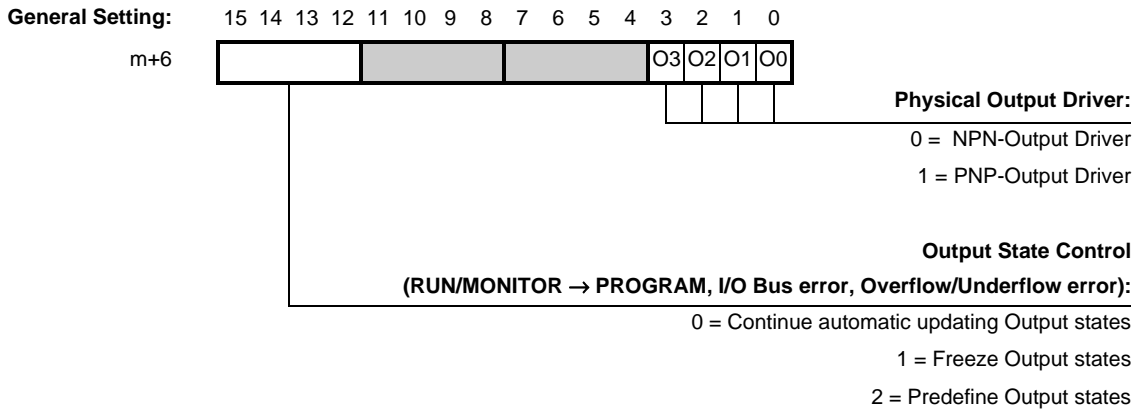 General Setting: 15 14 13 12 11 10 9 8 7 6 5 4 3 2 1 0
m+6 O3 O2 O1 O0
Physical Output Driver:
0 = NPN-Output Driver
1 = PNP-Output Driver
Output State Control
(RUN/MONITOR → PROGRAM, I/O Bus error, Overflow/Underflow error):
0 = Continue automatic updating Output states
1 = Freeze Output states
2 = Predefine Output states